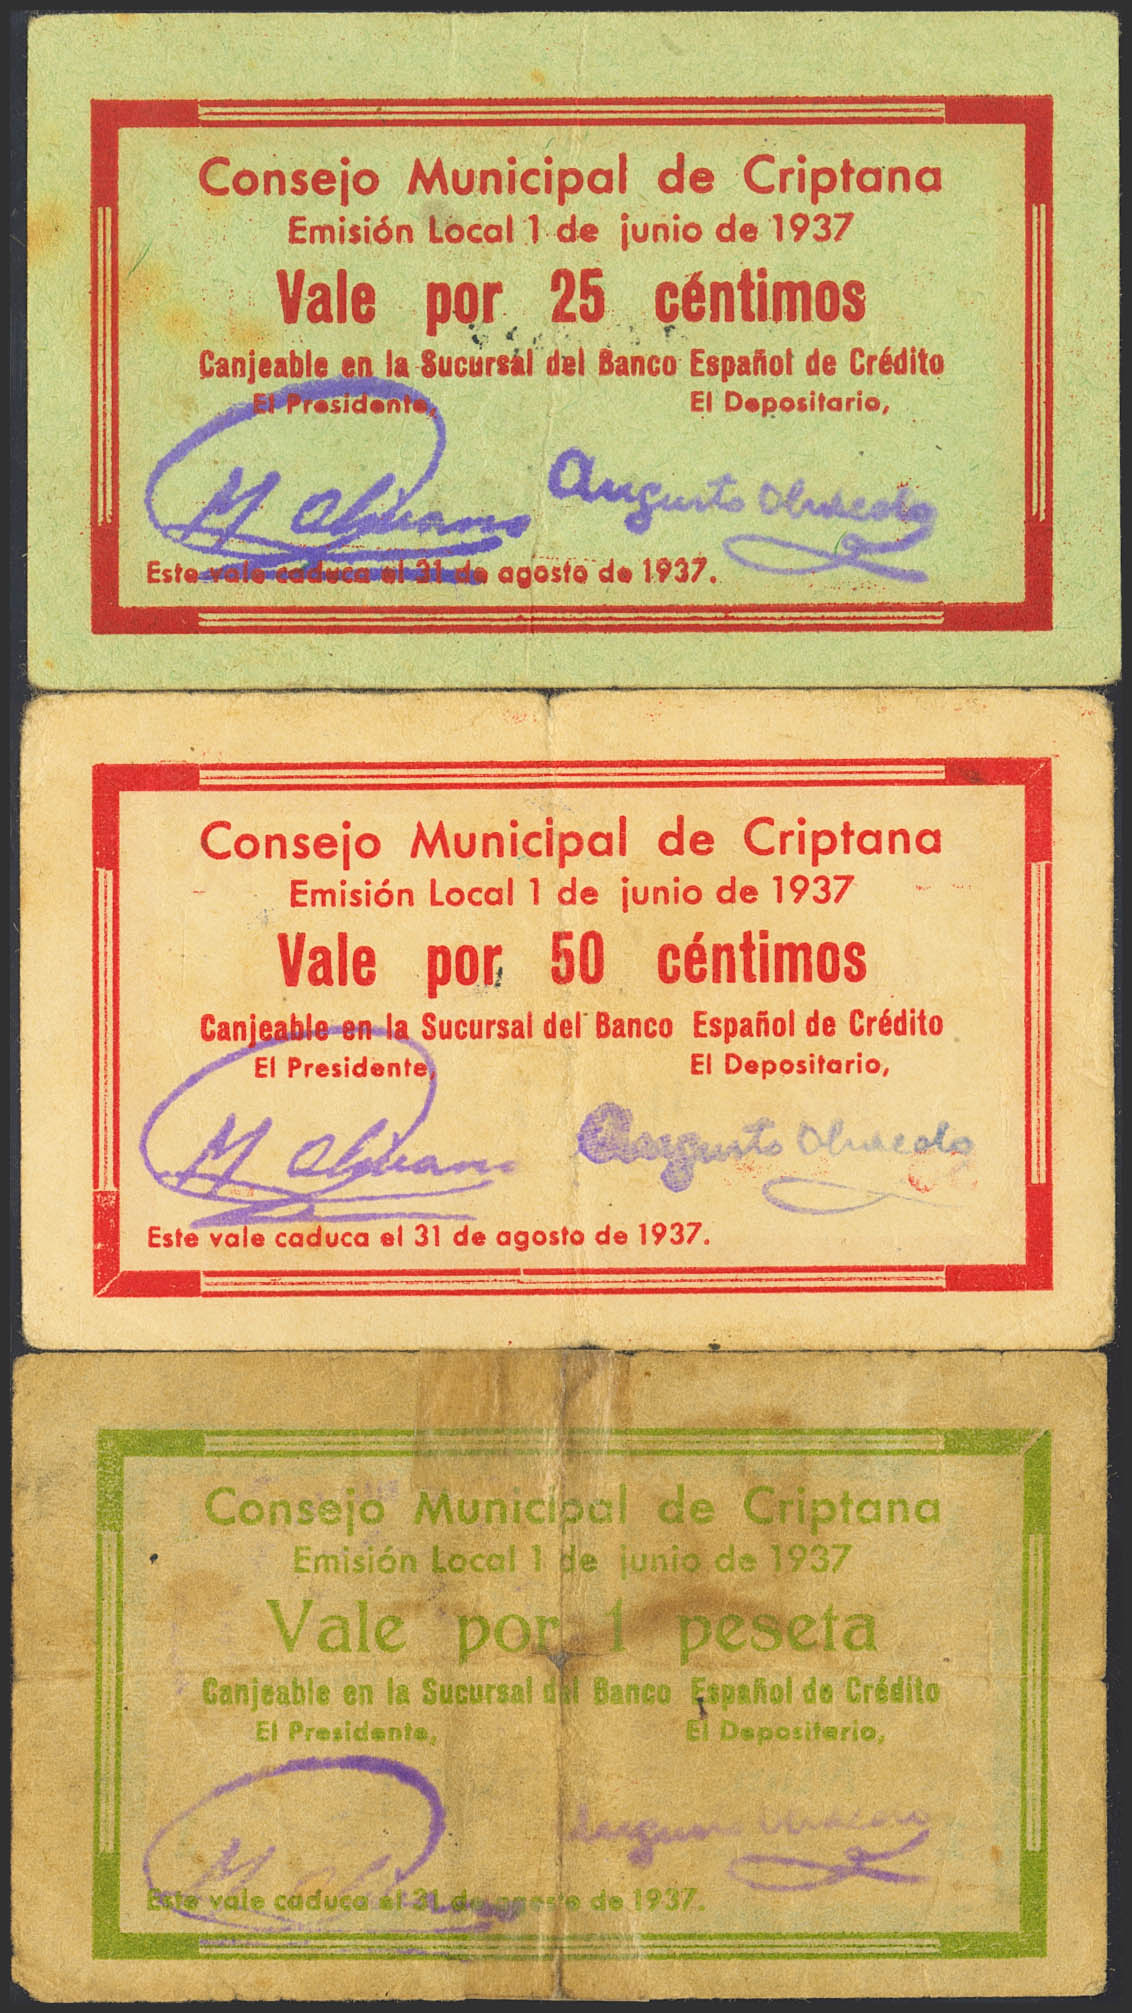 Consejo Municipal de Criptana
Emisión Local 1 de junio de 1937
Vale por 25 céntimos
Canjeable en la Sucursal del Banco Español de Crédito
El Presidente, El Depositario,
Augusto
Este vale caduca el 31 de agosto de 1937.
Consejo Municipal de Criptana
Emisión Local 1 de junio de 1937
Vale por 50 céntimos
Canjeable en la Sucursal del Banco Español de Crédito
El Presidente, El Depositario,
Augusto
Este vale caduca el 31 de agosto de 1937.
Consejo Municipal de Criptana
Emisión Local 1 de junio de 1937
Vale por 1 peseta
Canjeable en la Sucursal del Banco Español de Crédito
El Presidente, El Depositario,
Augusto
Este vale caduca el 31 de agosto de 1937.